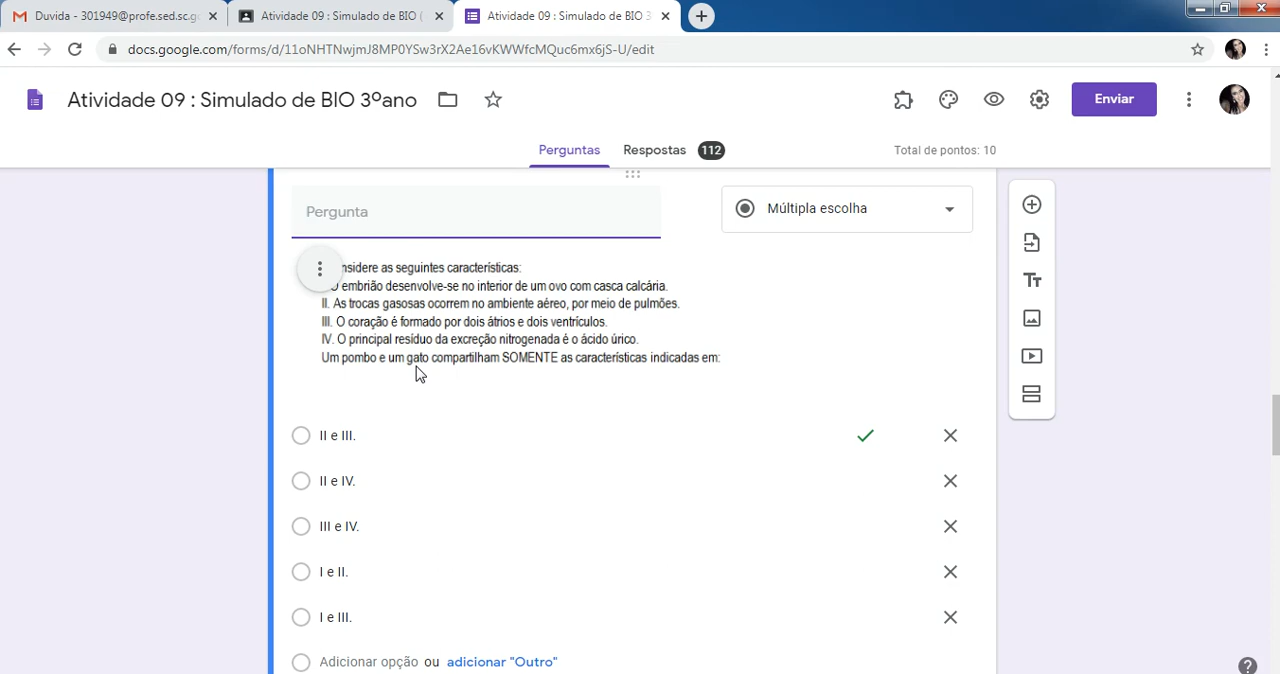 Duvida - 301949@profe.sed.sc.go
Atividade 09 : Simulado de BIO (
Atividade 09 : Simulado de BIO 3
docs.google.com/forms/d/11oNHTNwjmJ8MP0YSw3rX2Ae16vKWWfcMQuc6mx6jS-U/edit
Atividade 09 : Simulado de BIO 3ºano
Enviar
Perguntas
Respostas 112
Total de pontos: 10
Pergunta
Múltipla escolha
nsidere as seguintes características:
O embrião desenvolve-se no interior de um ovo com casca calcária.
II. As trocas gasosas ocorrem no ambiente aéreo, por meio de pulmões.
III. O coração é formado por dois átrios e dois ventrículos.
IV. O principal resíduo da excreção nitrogenada é o ácido úrico.
Um pombo e um gato compartilham SOMENTE as características indicadas em:
II e III.
II e IV.
III e IV.
I e II.
I e III.
Adicionar opção ou adicionar "Outro"